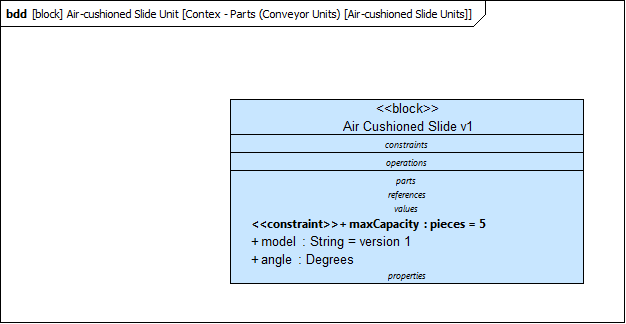 bdd [block] Air-cushioned Slide Unit [Contex - Parts (Conveyor Units) [Air-cushioned Slide Units]]
<<block>>
Air Cushioned Slide v1
constraints
operations
parts
references
values
<<constraint>>+ maxCapacity : pieces = 5
+ model : String = version 1
+ angle : Degrees
properties